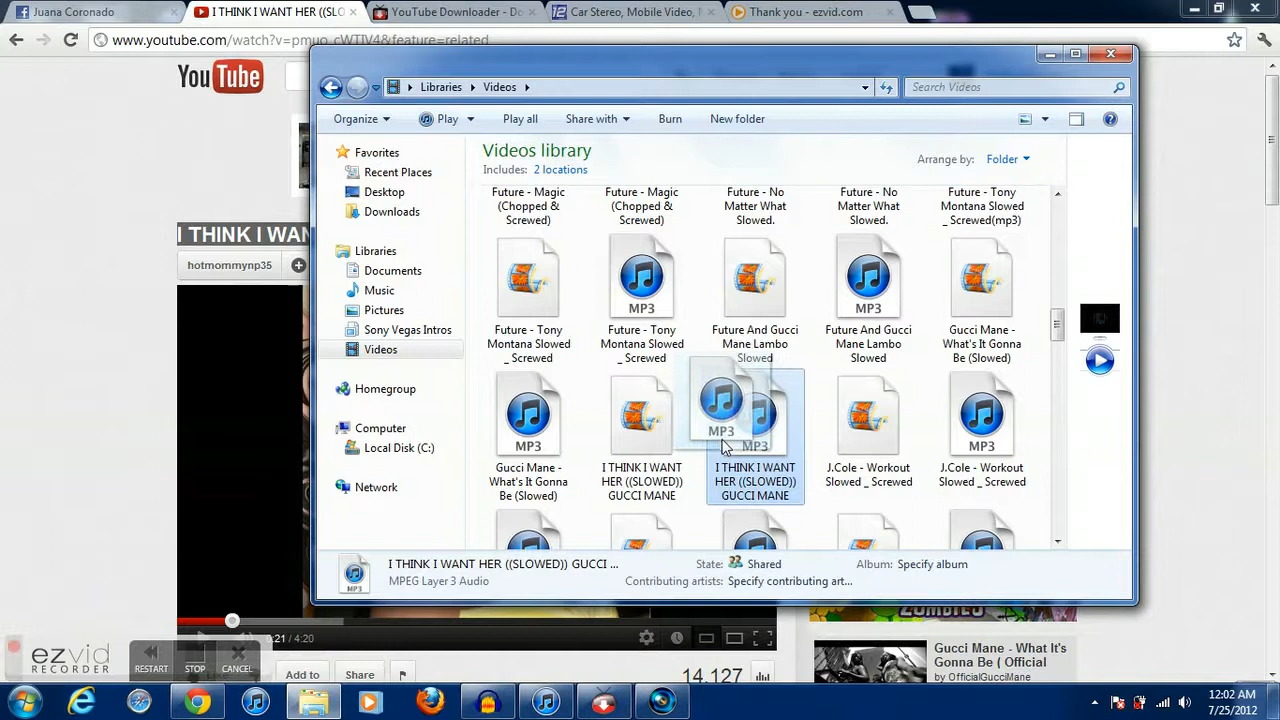 Juana Coronado
I THINK I WANT HER ((SLO
YouTube Downloader - Do
Car Stereo, Mobile Video, N
Thank you - ezvid.com
www.youtube.com/watch?v=pmuo_cWTIV4&feature=related
YouTube
Libraries
Videos
Search Videos
Organize
Play
Play all
Share with
Burn
New folder
Favorites
Recent Places
Desktop
Downloads
Libraries
Documents
Music
Pictures
Sony Vegas Intros
Videos
Homegroup
Computer
Local Disk (C:)
Network
Videos library
Includes: 2 locations
Arrange by: Folder
Future - Magic
(Chopped &
Screwed)
Future - Magic
(Chopped &
Screwed)
Future - No
Matter What
Slowed.
Future - No
Matter What
Slowed.
Future - Tony
Montana Slowed
_ Screwed(mp3)
MP3
MP3
Future - Tony
Montana Slowed
_ Screwed
Future - Tony
Montana Slowed
_ Screwed
Future And Gucci
Mane Lambo
Slowed
Future And Gucci
Mane Lambo
Slowed
Gucci Mane -
What's It Gonna
Be (Slowed)
MP3
MP3
MP3
MP3
Gucci Mane -
What's It Gonna
Be (Slowed)
I THINK I WANT
HER ((SLOWED))
GUCCI MANE
I THINK I WANT
HER ((SLOWED))
GUCCI MANE
J.Cole - Workout
Slowed _ Screwed
J.Cole - Workout
Slowed _ Screwed
MP3
I THINK I WANT HER ((SLOWED)) GUCCI ...
MPEG Layer 3 Audio
State: Shared
Contributing artists: Specify contributing art...
Album: Specify album
I THINK I WAN
hotmommynp35
0:21 / 4:20
Like
Add to
Share
14,127
ZOMBIES
Gucci Mane - What It's
Gonna Be ( Official
by OfficialGucciMane
ezvid
RECORDER
RESTART
STOP
CANCEL
12:02 AM
7/25/2012